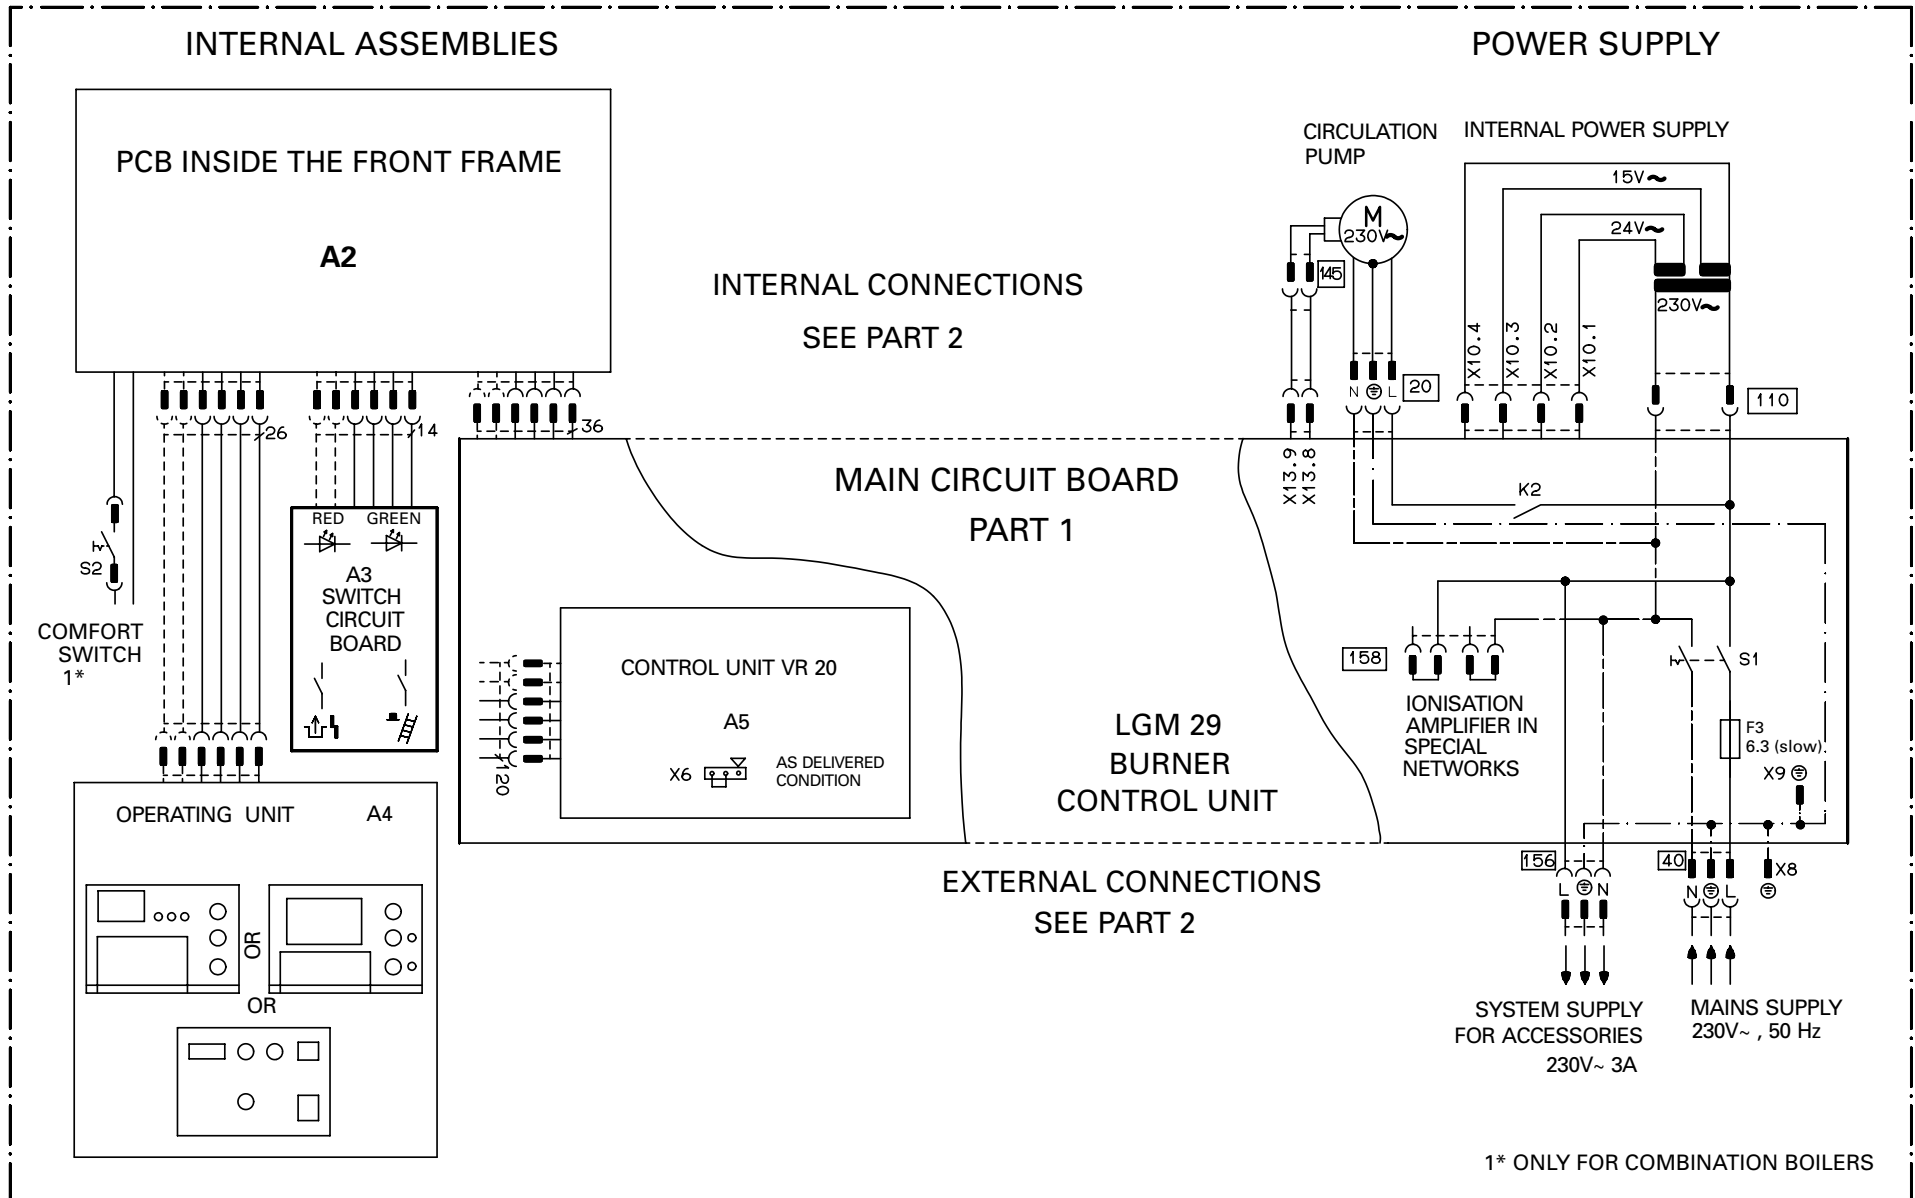 INTERNAL ASSEMBLIES
POWER SUPPLY
PCB INSIDE THE FRONT FRAME
A2
INTERNAL CONNECTIONS
SEE PART 2
CIRCULATION
PUMP
INTERNAL POWER SUPPLY
15V~
24V~
M
230V~
145
230V~
X10.4
X10.3
X10.2
X10.1
N
L
20
110
26
14
36
X13.9
X13.8
MAIN CIRCUIT BOARD
PART 1
K2
S2
COMFORT
SWITCH
1*
RED
GREEN
A3
SWITCH
CIRCUIT
BOARD
CONTROL UNIT VR 20
A5
X6
AS DELIVERED
CONDITION
120
LGM 29
BURNER
CONTROL UNIT
158
IONISATION
AMPLIFIER IN
SPECIAL
NETWORKS
S1
F3
6.3 (slow)
X9
OPERATING UNIT
A4
OR
OR
EXTERNAL CONNECTIONS
SEE PART 2
156
L
N
40
N
L
X8
SYSTEM SUPPLY
FOR ACCESSORIES
230V~ 3A
MAINS SUPPLY
230V~ , 50 Hz
1* ONLY FOR COMBINATION BOILERS